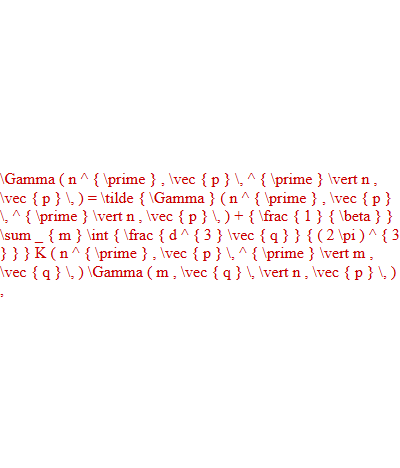 \Gamma ( n ^ { \prime } , \vec { p } \, ^ { \prime } \vert n ,
\vec { p } \, ) = \tilde { \Gamma } ( n ^ { \prime } , \vec { p }
\, ^ { \prime } \vert n , \vec { p } \, ) + { \frac { 1 } { \beta } }
\sum _ { m } \int { \frac { d ^ { 3 } \vec { q } } { ( 2 \pi ) ^ { 3
} } } K ( n ^ { \prime } , \vec { p } \, ^ { \prime } \vert m ,
\vec { q } \, ) \Gamma ( m , \vec { q } \, \vert n , \vec { p } \, )
,